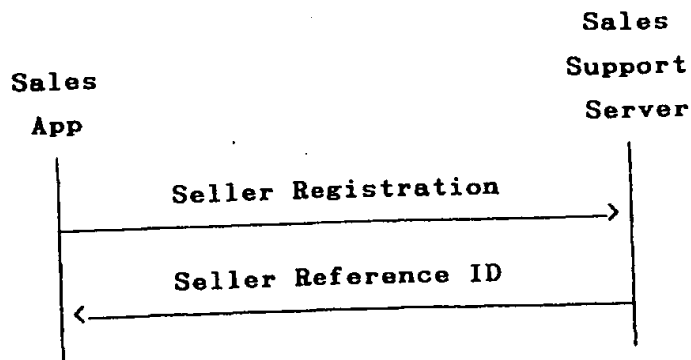 Sales
App
Sales
Support
Server
Seller Registration
Seller Reference ID